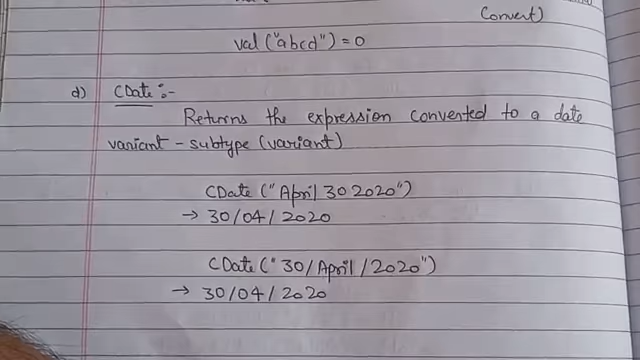 Convert)
val("abcd") = 0
d) CDate :-
Returns the expression converted to a date
variant - subtype (variant)
CDate ("April 30 2020")
→ 30/04/2020
CDate (" 30/April/2020")
→ 30/04/2020